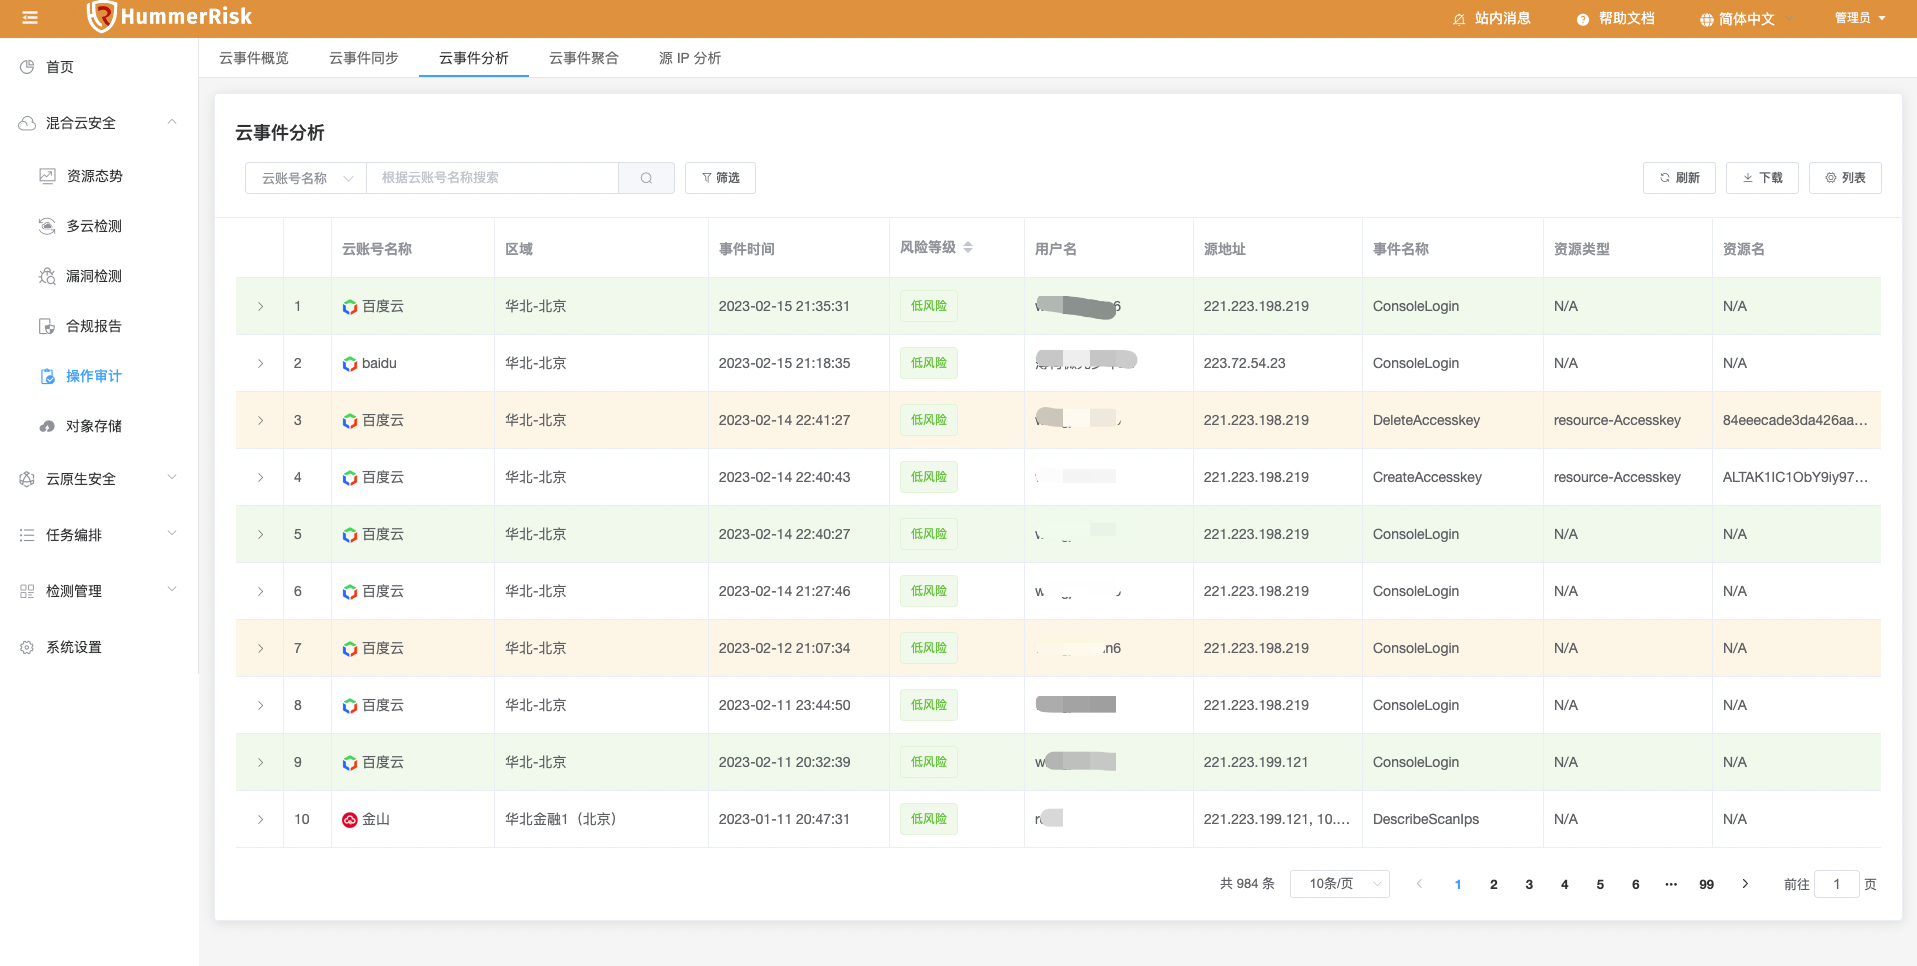 HummerRisk
站内消息
帮助文档
简体中文
管理员
首页
混合云安全
资源态势
多云检测
漏洞检测
合规报告
操作审计
对象存储
云原生安全
任务编排
检测管理
系统设置
云事件概览 云事件同步 云事件分析 云事件聚合 源 IP 分析
云事件分析
云账号名称 根据云账号名称搜索 筛选 刷新 下载 列表
云账号名称 区域 事件时间 风险等级 用户名 源地址 事件名称 资源类型 资源名
1 百度云 华北-北京 2023-02-15 21:35:31 低风险 221.223.198.219 ConsoleLogin N/A N/A
2 baidu 华北-北京 2023-02-15 21:18:35 低风险 223.72.54.23 ConsoleLogin N/A N/A
3 百度云 华北-北京 2023-02-14 22:41:27 低风险 221.223.198.219 DeleteAccesskey resource-Accesskey 84eeecade3da426aa...
4 百度云 华北-北京 2023-02-14 22:40:43 低风险 221.223.198.219 CreateAccesskey resource-Accesskey ALTAK1IC1ObY9iy97...
5 百度云 华北-北京 2023-02-14 22:40:27 低风险 221.223.198.219 ConsoleLogin N/A N/A
6 百度云 华北-北京 2023-02-14 21:27:46 低风险 221.223.198.219 ConsoleLogin N/A N/A
7 百度云 华北-北京 2023-02-12 21:07:34 低风险 221.223.198.219 ConsoleLogin N/A N/A
8 百度云 华北-北京 2023-02-11 23:44:50 低风险 221.223.198.219 ConsoleLogin N/A N/A
9 百度云 华北-北京 2023-02-11 20:32:39 低风险 221.223.199.121 ConsoleLogin N/A N/A
10 金山 华北金融1（北京） 2023-01-11 20:47:31 低风险 221.223.199.121, 10.... DescribeScanIps N/A N/A
共 984 条 10条/页 1 2 3 4 5 6 ··· 99 前往 1 页